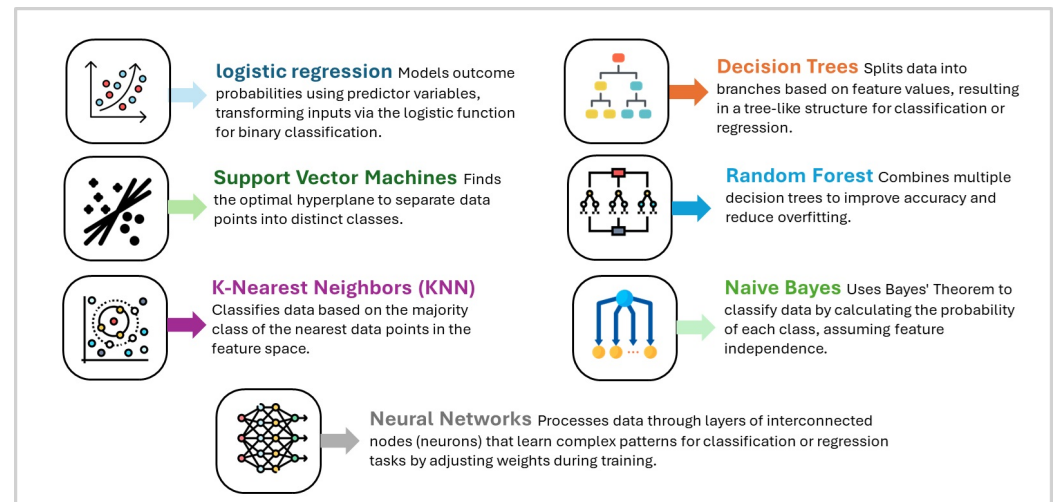 logistic regression Models outcome
probabilities using predictor variables,
transforming inputs via the logistic function
for binary classification.
Decision Trees Splits data into
branches based on feature values, resulting
in a tree-like structure for classification or
regression.
Support Vector Machines Finds
the optimal hyperplane to separate data
points into distinct classes.
Random Forest Combines multiple
decision trees to improve accuracy and
reduce overfitting.
K-Nearest Neighbors (KNN)
Classifies data based on the majority
class of the nearest data points in the
feature space.
Naive Bayes Uses Bayes' Theorem to
classify data by calculating the probability
of each class, assuming feature
independence.
Neural Networks Processes data through layers of interconnected
nodes (neurons) that learn complex patterns for classification or regression
tasks by adjusting weights during training.